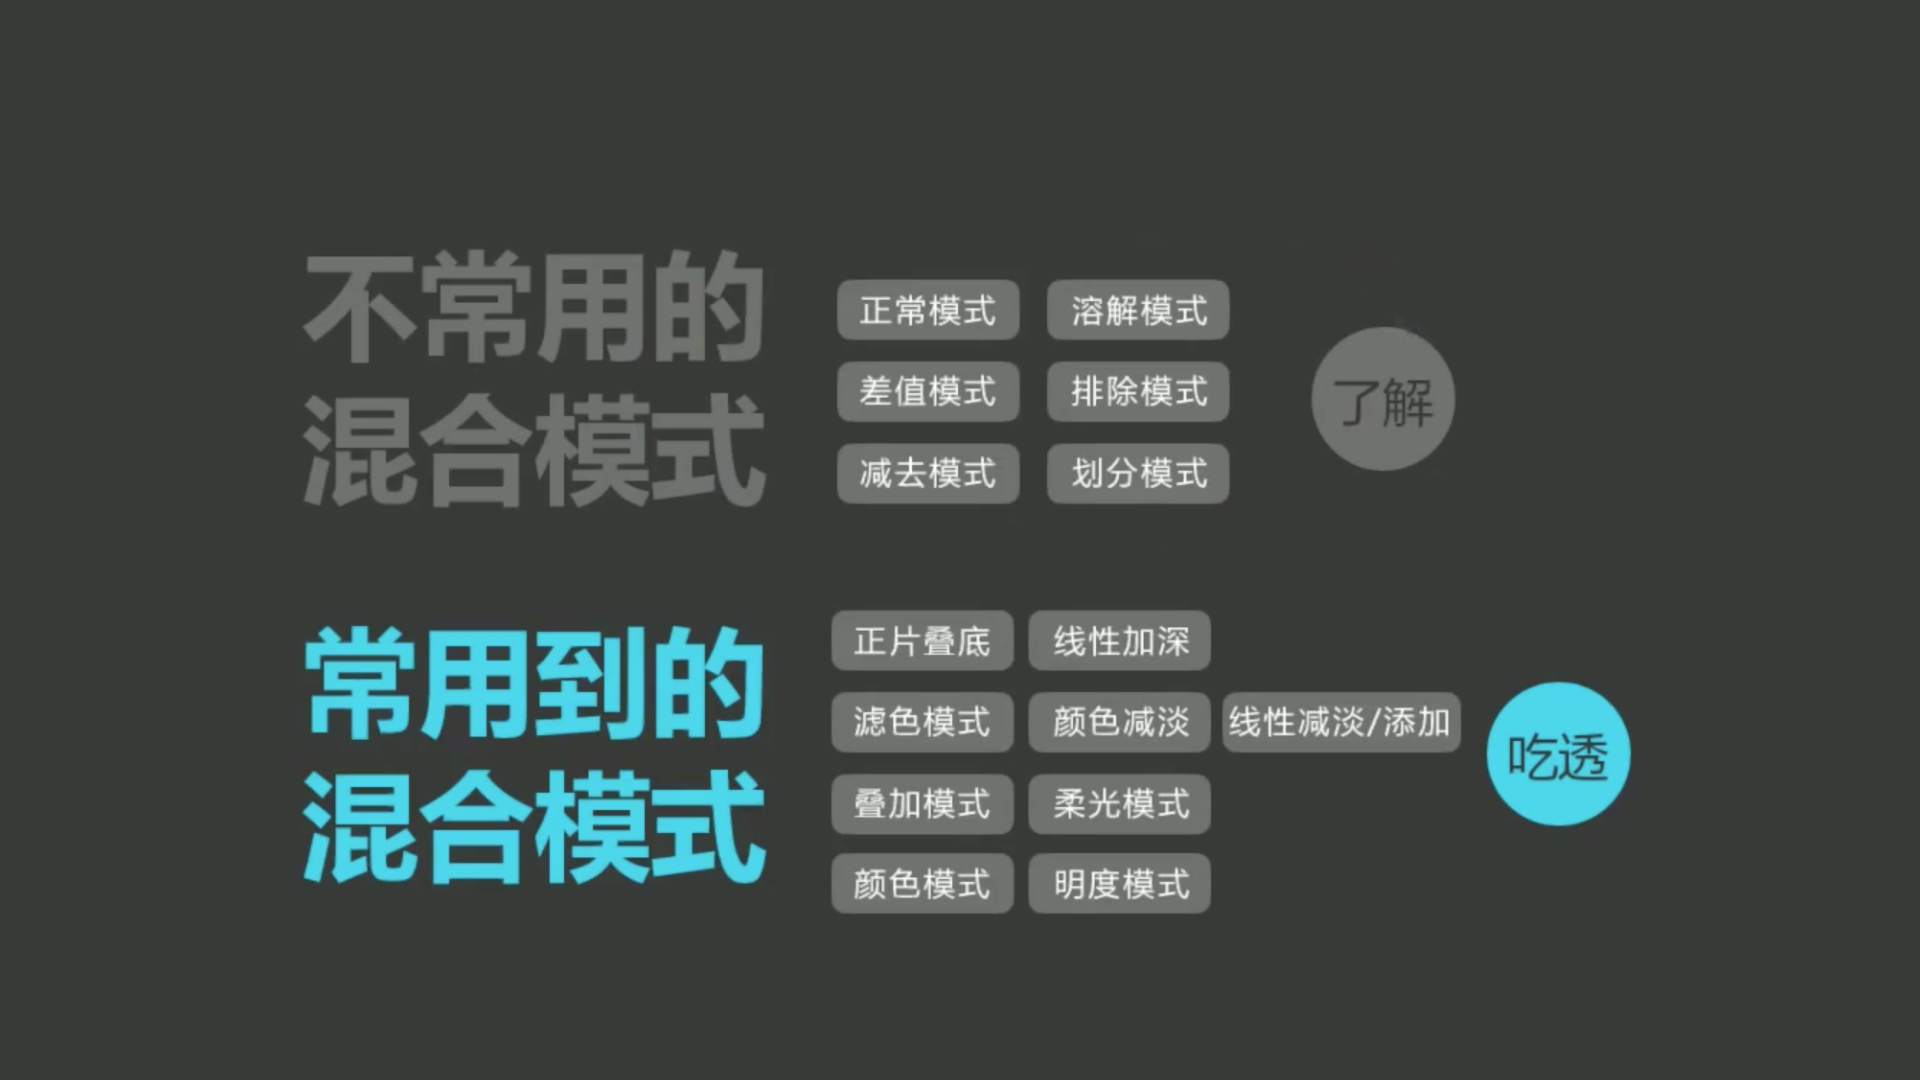 不常用的
混合模式
正常模式 溶解模式
差值模式 排除模式
减去模式 划分模式
了解
常用到的
混合模式
正片叠底 线性加深
滤色模式 颜色减淡 线性减淡/添加
叠加模式 柔光模式
颜色模式 明度模式
吃透